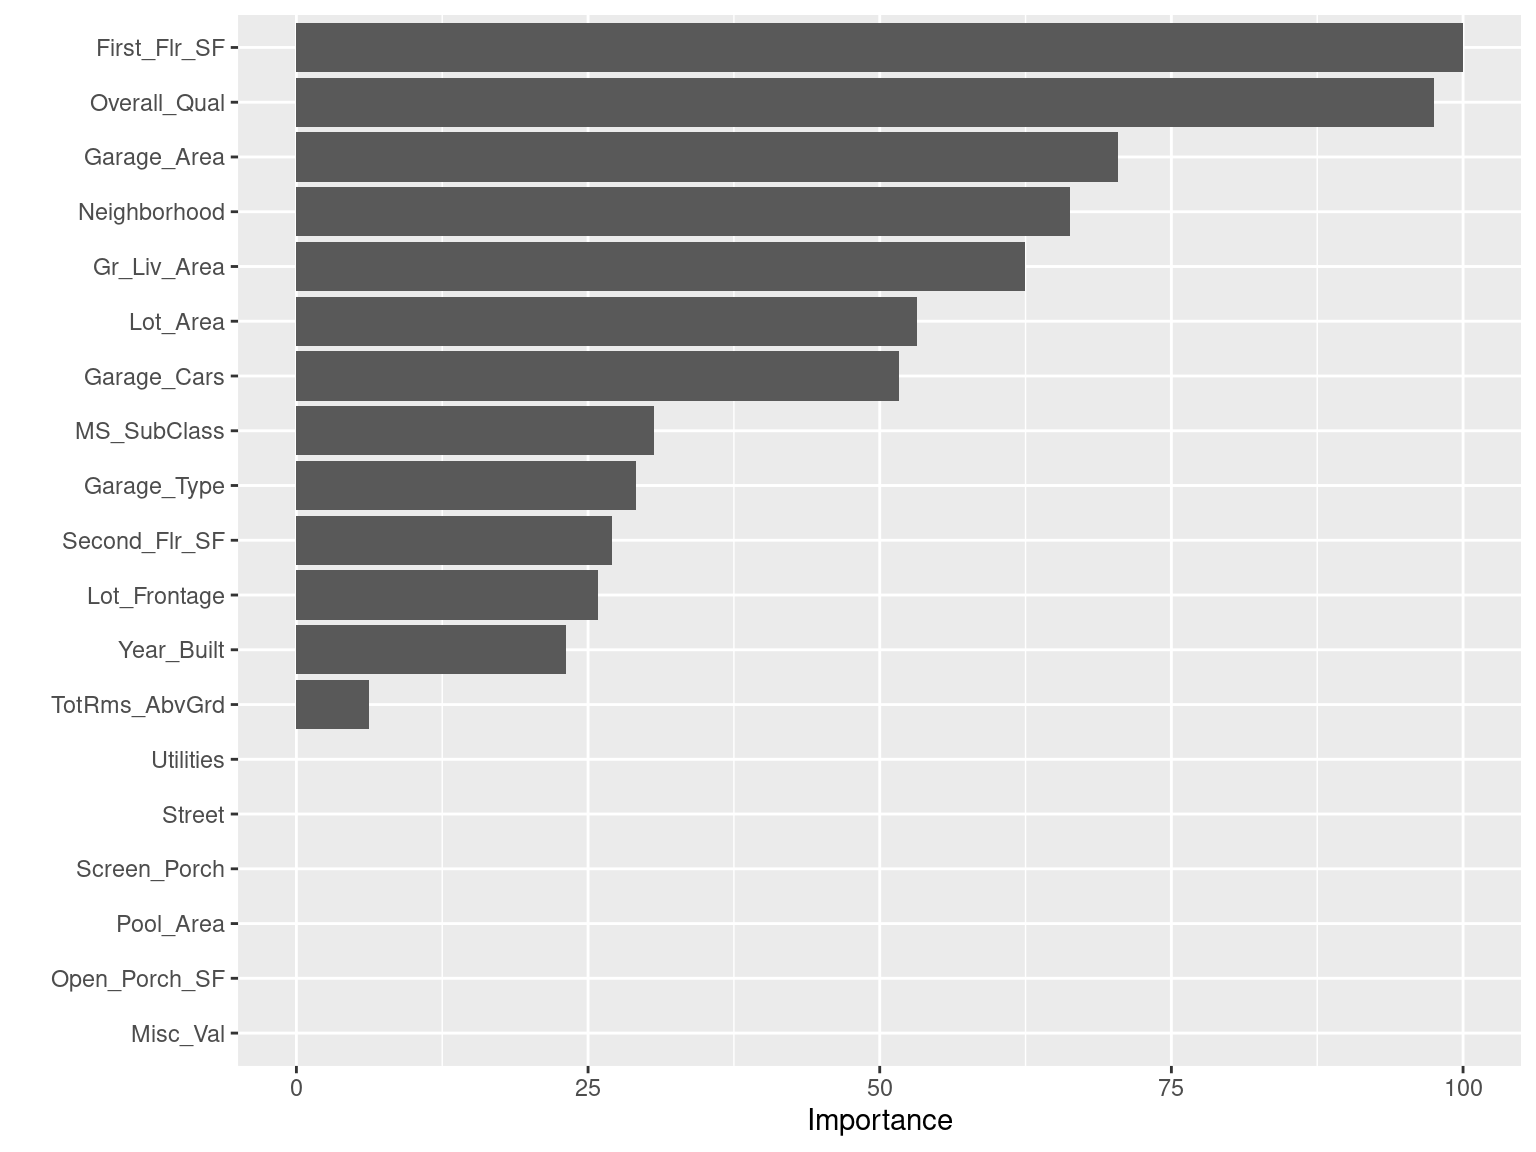 First_Flr_SF
Overall_Qual
Garage_Area
Neighborhood
Gr_Liv_Area
Lot_Area
Garage_Cars
MS_SubClass
Garage_Type
Second_Flr_SF
Lot_Frontage
Year_Built
TotRms_AbvGrd
Utilities
Street
Screen_Porch
Pool_Area
Open_Porch_SF
Misc_Val
0 25 50 75 100
Importance